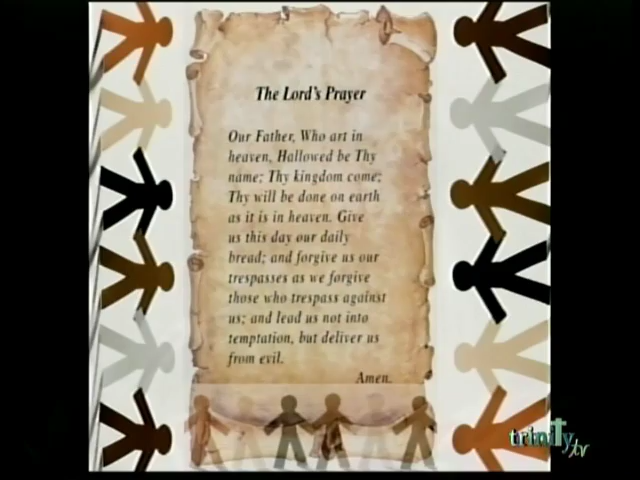 The Lord's Prayer
Our Father, Who art in
heaven, Hallowed be Thy
name; Thy kingdom come;
Thy will be done on earth
as it is in heaven. Give
us this day our daily
bread; and forgive us our
trespasses as we forgive
those who trespass against
us; and lead us not into
temptation, but deliver us
from evil.
Amen.
trinity
tv